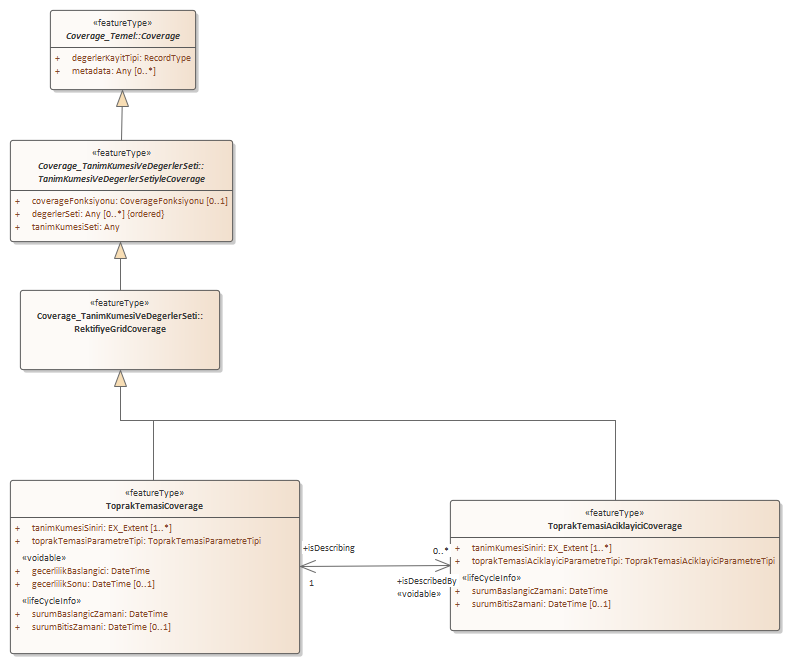 «featureType»
Coverage_Temel::Coverage
+ degerlerKayitTipi: RecordType
+ metadata: Any [0..*]
«featureType»
Coverage_TanimKumesiVeDegerlerSeti::
TanimKumesiVeDegerlerSetiyleCoverage
+ coverageFonksiyonu: CoverageFonksiyonu [0..1]
+ degerlerSeti: Any [0..*] {ordered}
+ tanimKumesiSeti: Any
«featureType»
Coverage_TanimKumesiVeDegerlerSeti::
RektifiyeGridCoverage
«featureType»
ToprakTemasiCoverage
+ tanimKumesiSiniri: EX_Extent [1..*]
+ toprakTemasiParametreTipi: ToprakTemasiParametreTipi
«voidable»
+ gecerlilikBaslangici: DateTime
+ gecerlilikSonu: DateTime [0..1]
«lifeCycleInfo»
+ surumBaslangicZamani: DateTime
+ surumBitisZamani: DateTime [0..1]
+isDescribing
1
0..*
+isDescribedBy
«voidable»
«featureType»
ToprakTemasiAciklayiciCoverage
+ tanimKumesiSiniri: EX_Extent [1..*]
+ toprakTemasiAciklayiciParametreTipi: ToprakTemasiAciklayiciParametreTipi
«lifeCycleInfo»
+ surumBaslangicZamani: DateTime
+ surumBitisZamani: DateTime [0..1]